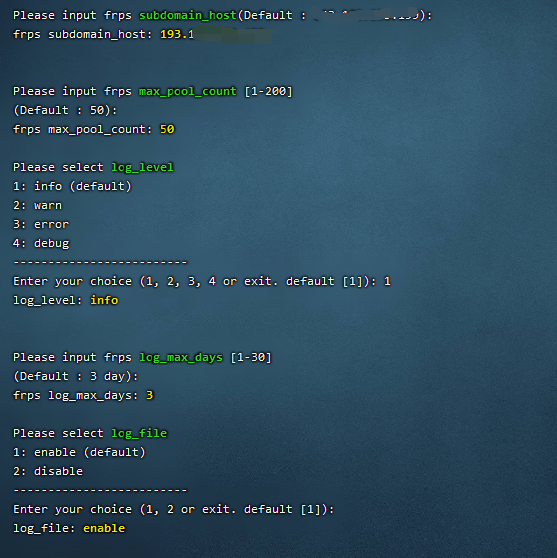 Please input frps subdomain_host(Default :
frps subdomain_host: 193.1
Please input frps max_pool_count [1-200]
(Default : 50):
frps max_pool_count: 50
Please select log_level
1: info (default)
2: warn
3: error
4: debug
-------------------------
Enter your choice (1, 2, 3, 4 or exit. default [1]): 1
log_level: info
Please input frps log_max_days [1-30]
(Default : 3 day):
frps log_max_days: 3
Please select log_file
1: enable (default)
2: disable
-------------------------
Enter your choice (1, 2 or exit. default [1]):
log_file: enable